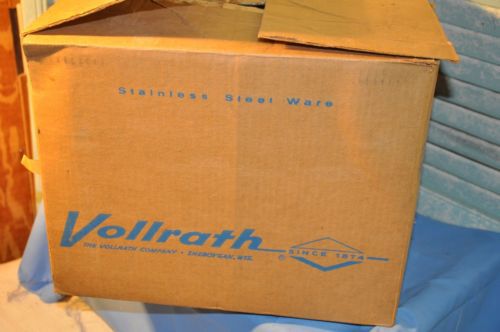 Stainless Steel Ware
Vollrath
THE VOLLRATH COMPANY • SHEBOYGAN, WIS.
® SINCE 1874